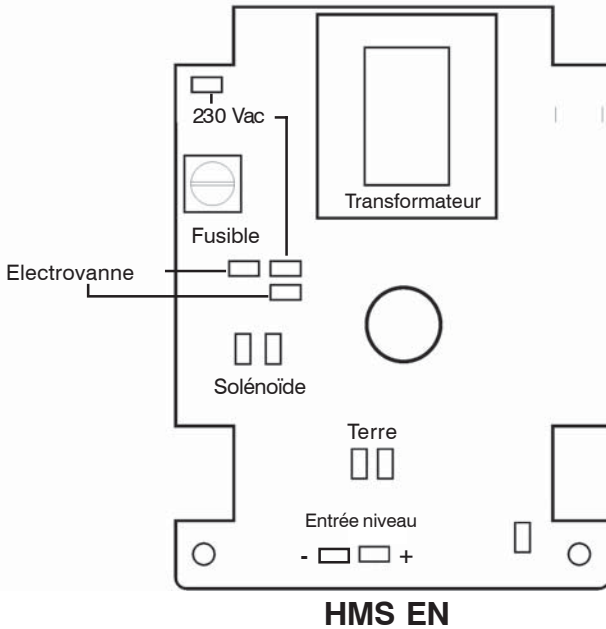 230 Vac
Transformateur
Fusible
Electrovanne
Solénoïde
Terre
Entrée niveau
- +
HMS EN